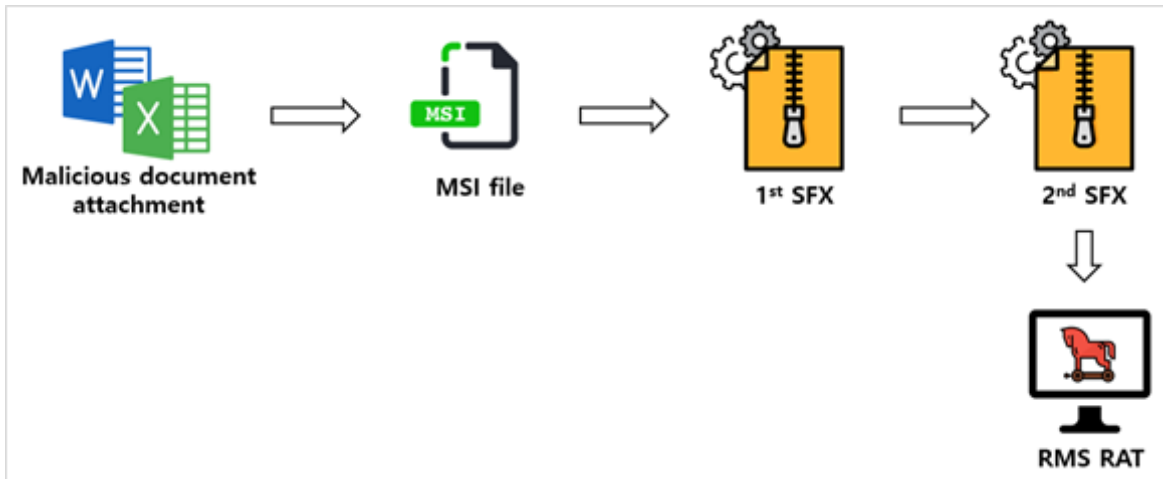 W
X
Malicious document
attachment
MSI
MSI file
1st SFX
2nd SFX
RMS RAT